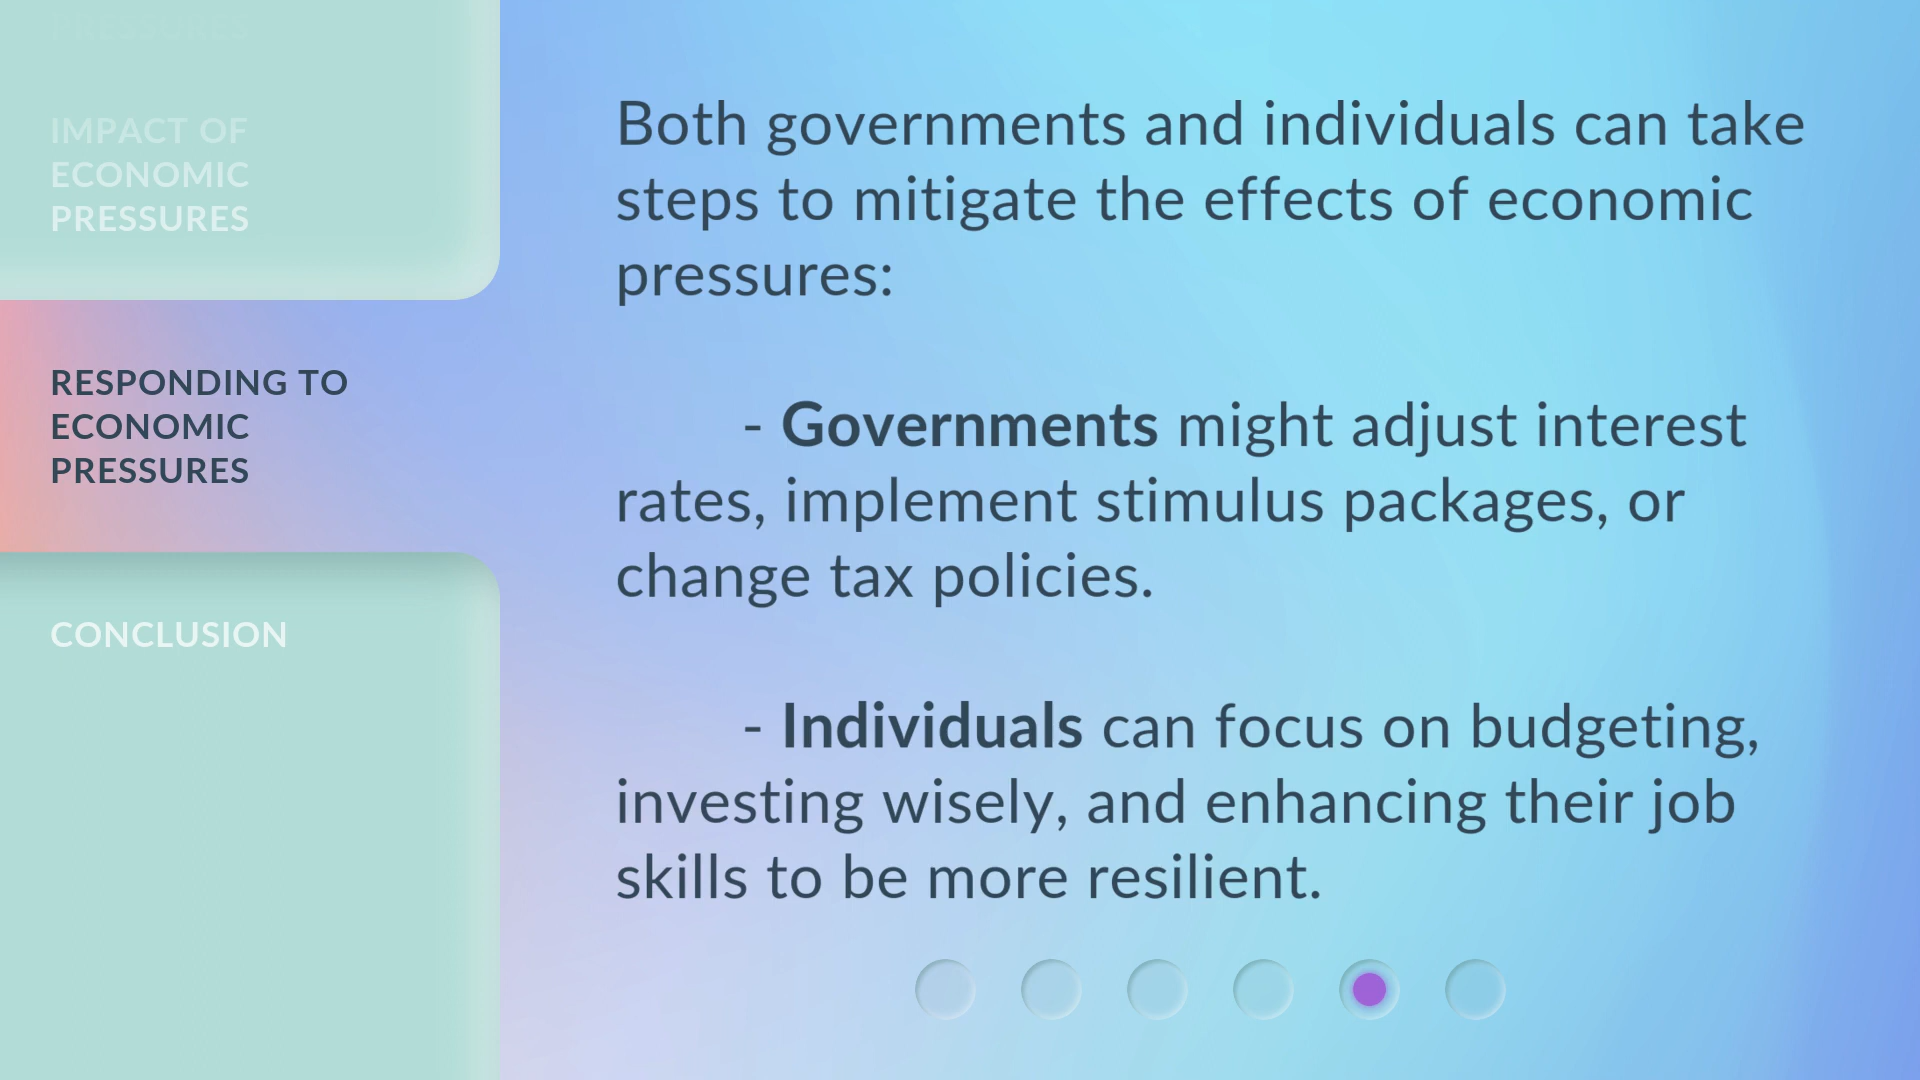 PRESSURES
IMPACT OF
ECONOMIC
PRESSURES
RESPONDING TO
ECONOMIC
PRESSURES
CONCLUSION
Both governments and individuals can take
steps to mitigate the effects of economic
pressures:
- Governments might adjust interest
rates, implement stimulus packages, or
change tax policies.
- Individuals can focus on budgeting,
investing wisely, and enhancing their job
skills to be more resilient.